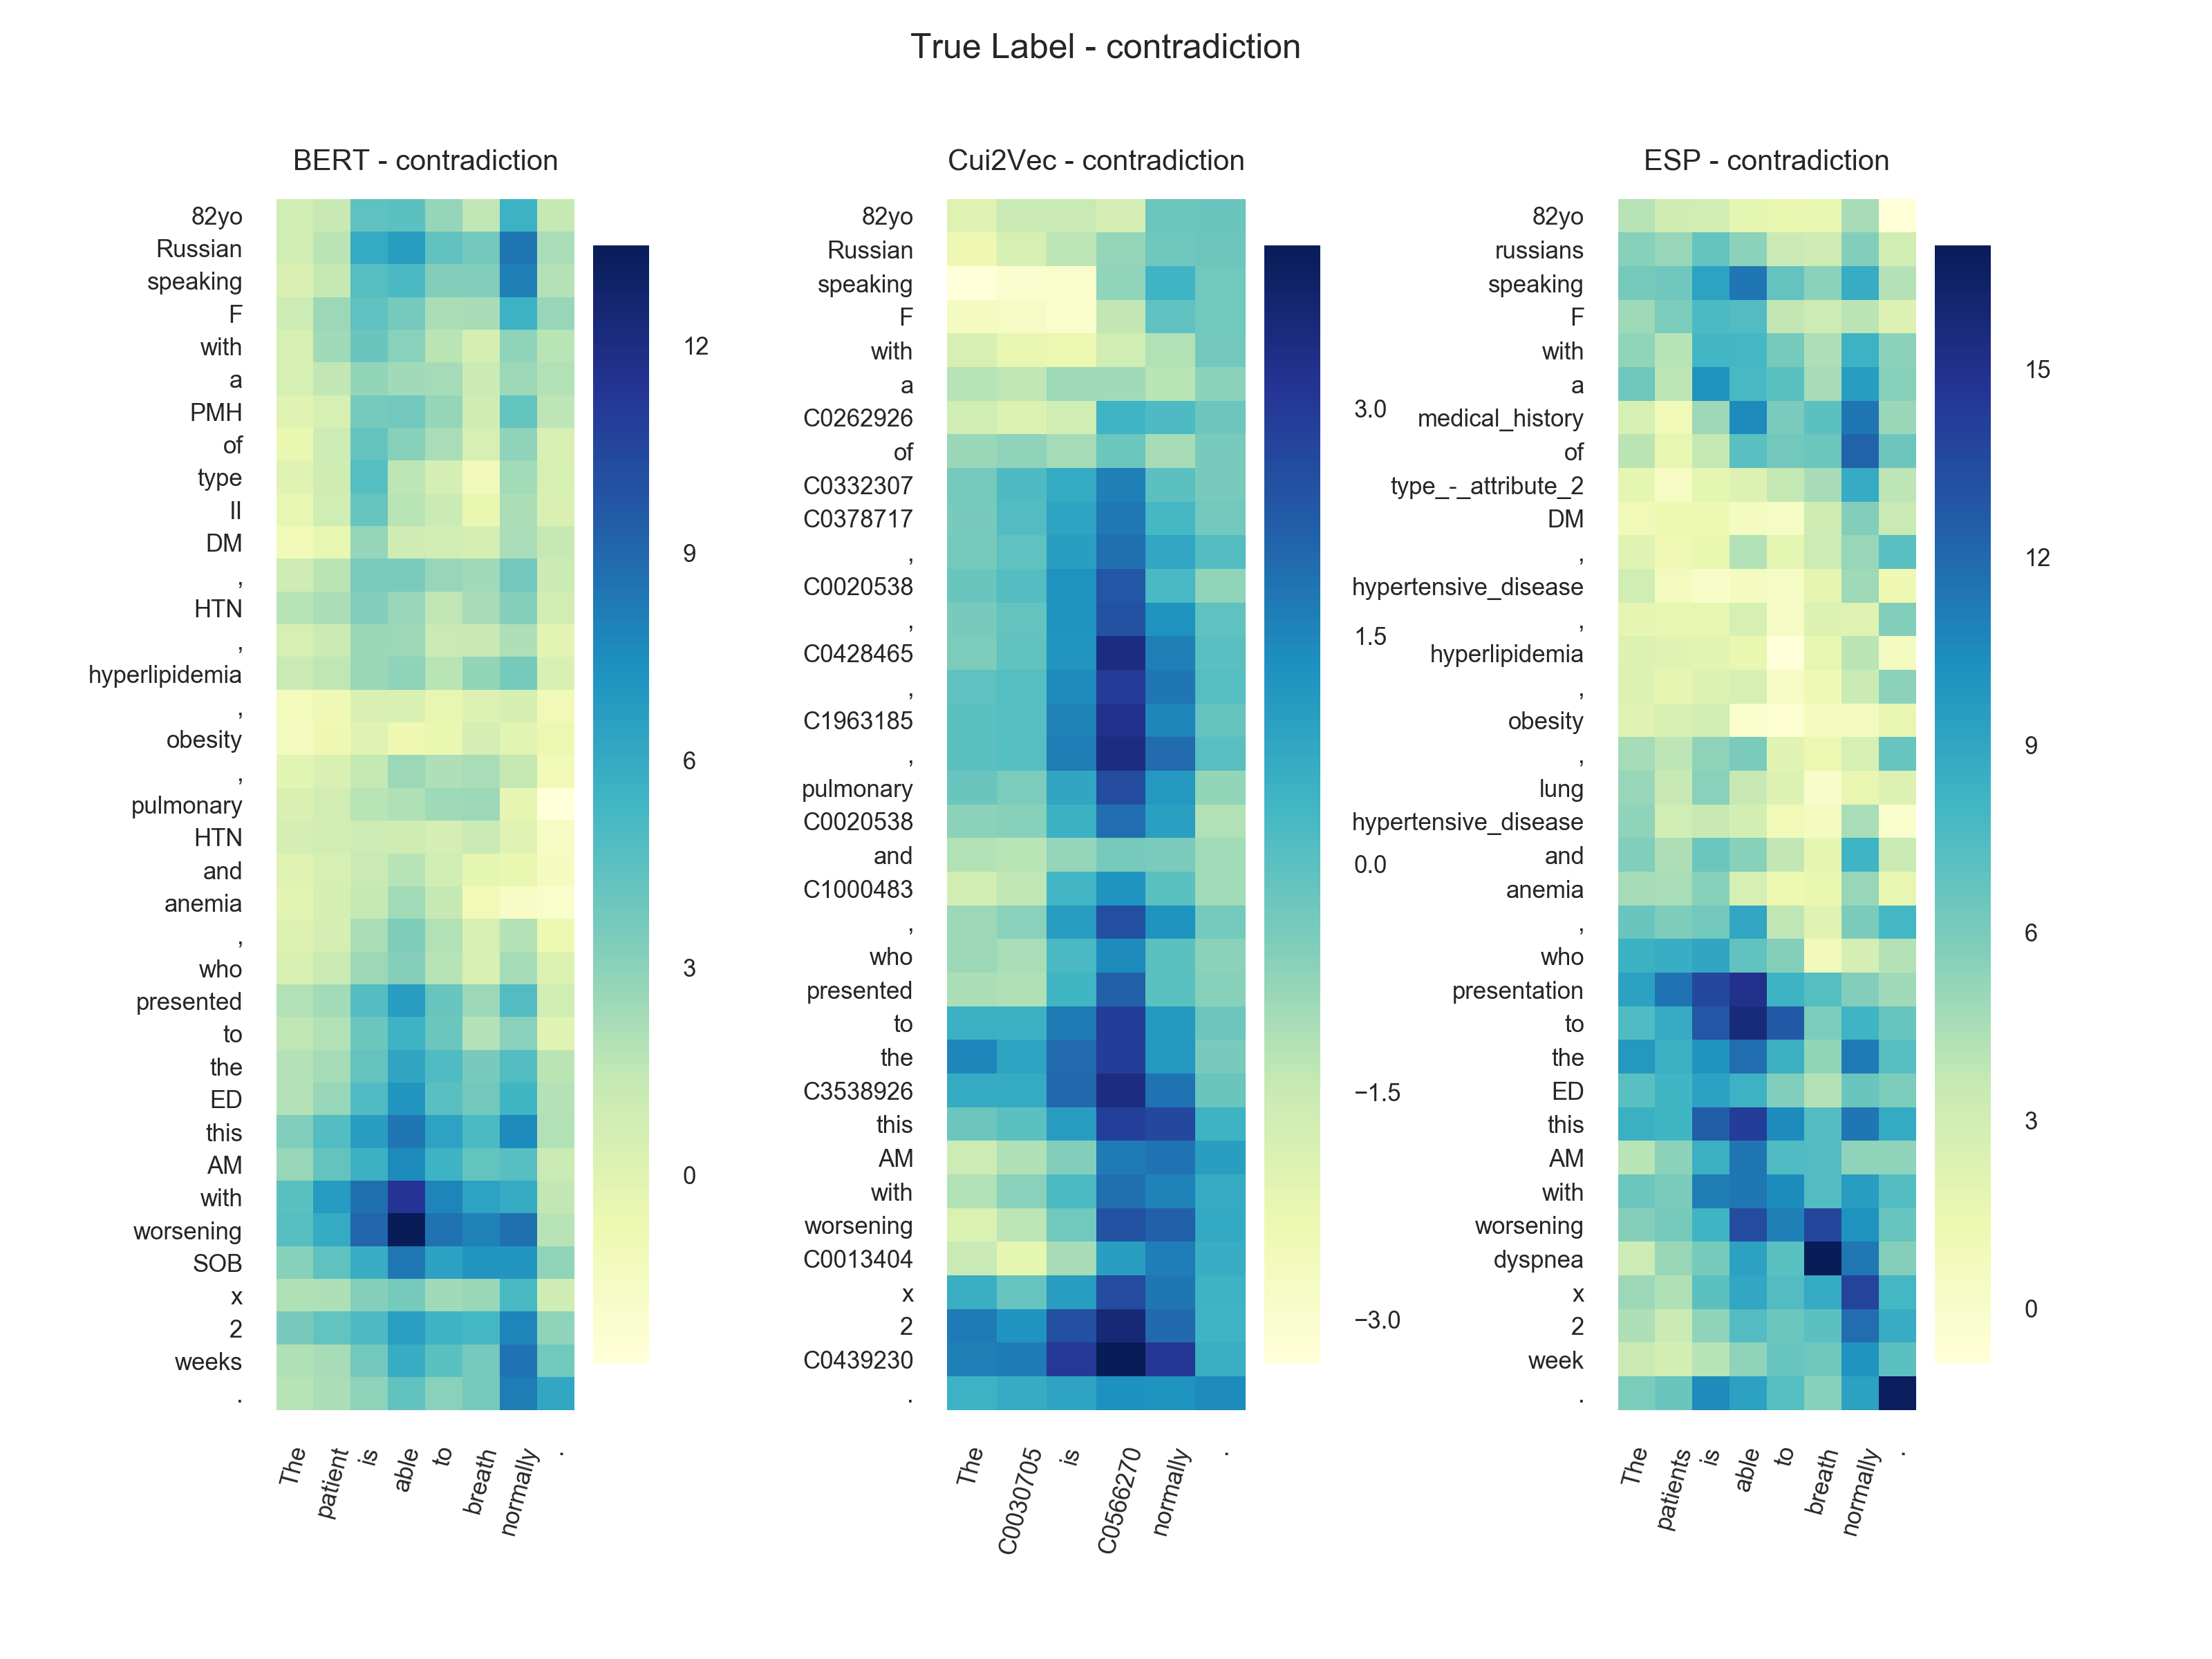 True Label - contradiction
BERT - contradiction
82yo
Russian
speaking
F
with
a
PMH
of
type
II
DM
,
HTN
,
hyperlipidemia
,
obesity
,
pulmonary
HTN
and
anemia
,
who
presented
to
the
ED
this
AM
with
worsening
SOB
x
2
weeks
.
The
patient
is
able
to
breath
normally
.
12
9
6
3
0
Cui2Vec - contradiction
82yo
Russian
speaking
F
with
a
C0262926
of
C0332307
C0378717
,
C0020538
,
C0428465
,
C1963185
,
pulmonary
C0020538
and
C1000483
,
who
presented
to
the
C3538926
this
AM
with
worsening
C0013404
x
2
C0439230
.
The
C0030705
is
C0566270
normally
.
3.0
1.5
0.0
−1.5
−3.0
ESP - contradiction
82yo
russians
speaking
F
with
a
medical_history
of
type_-_attribute_2
DM
,
hypertensive_disease
,
hyperlipidemia
,
obesity
,
lung
hypertensive_disease
and
anemia
,
who
presentation
to
the
ED
this
AM
with
worsening
dyspnea
x
2
week
.
The
patients
is
able
to
breath
normally
.
15
12
9
6
3
0